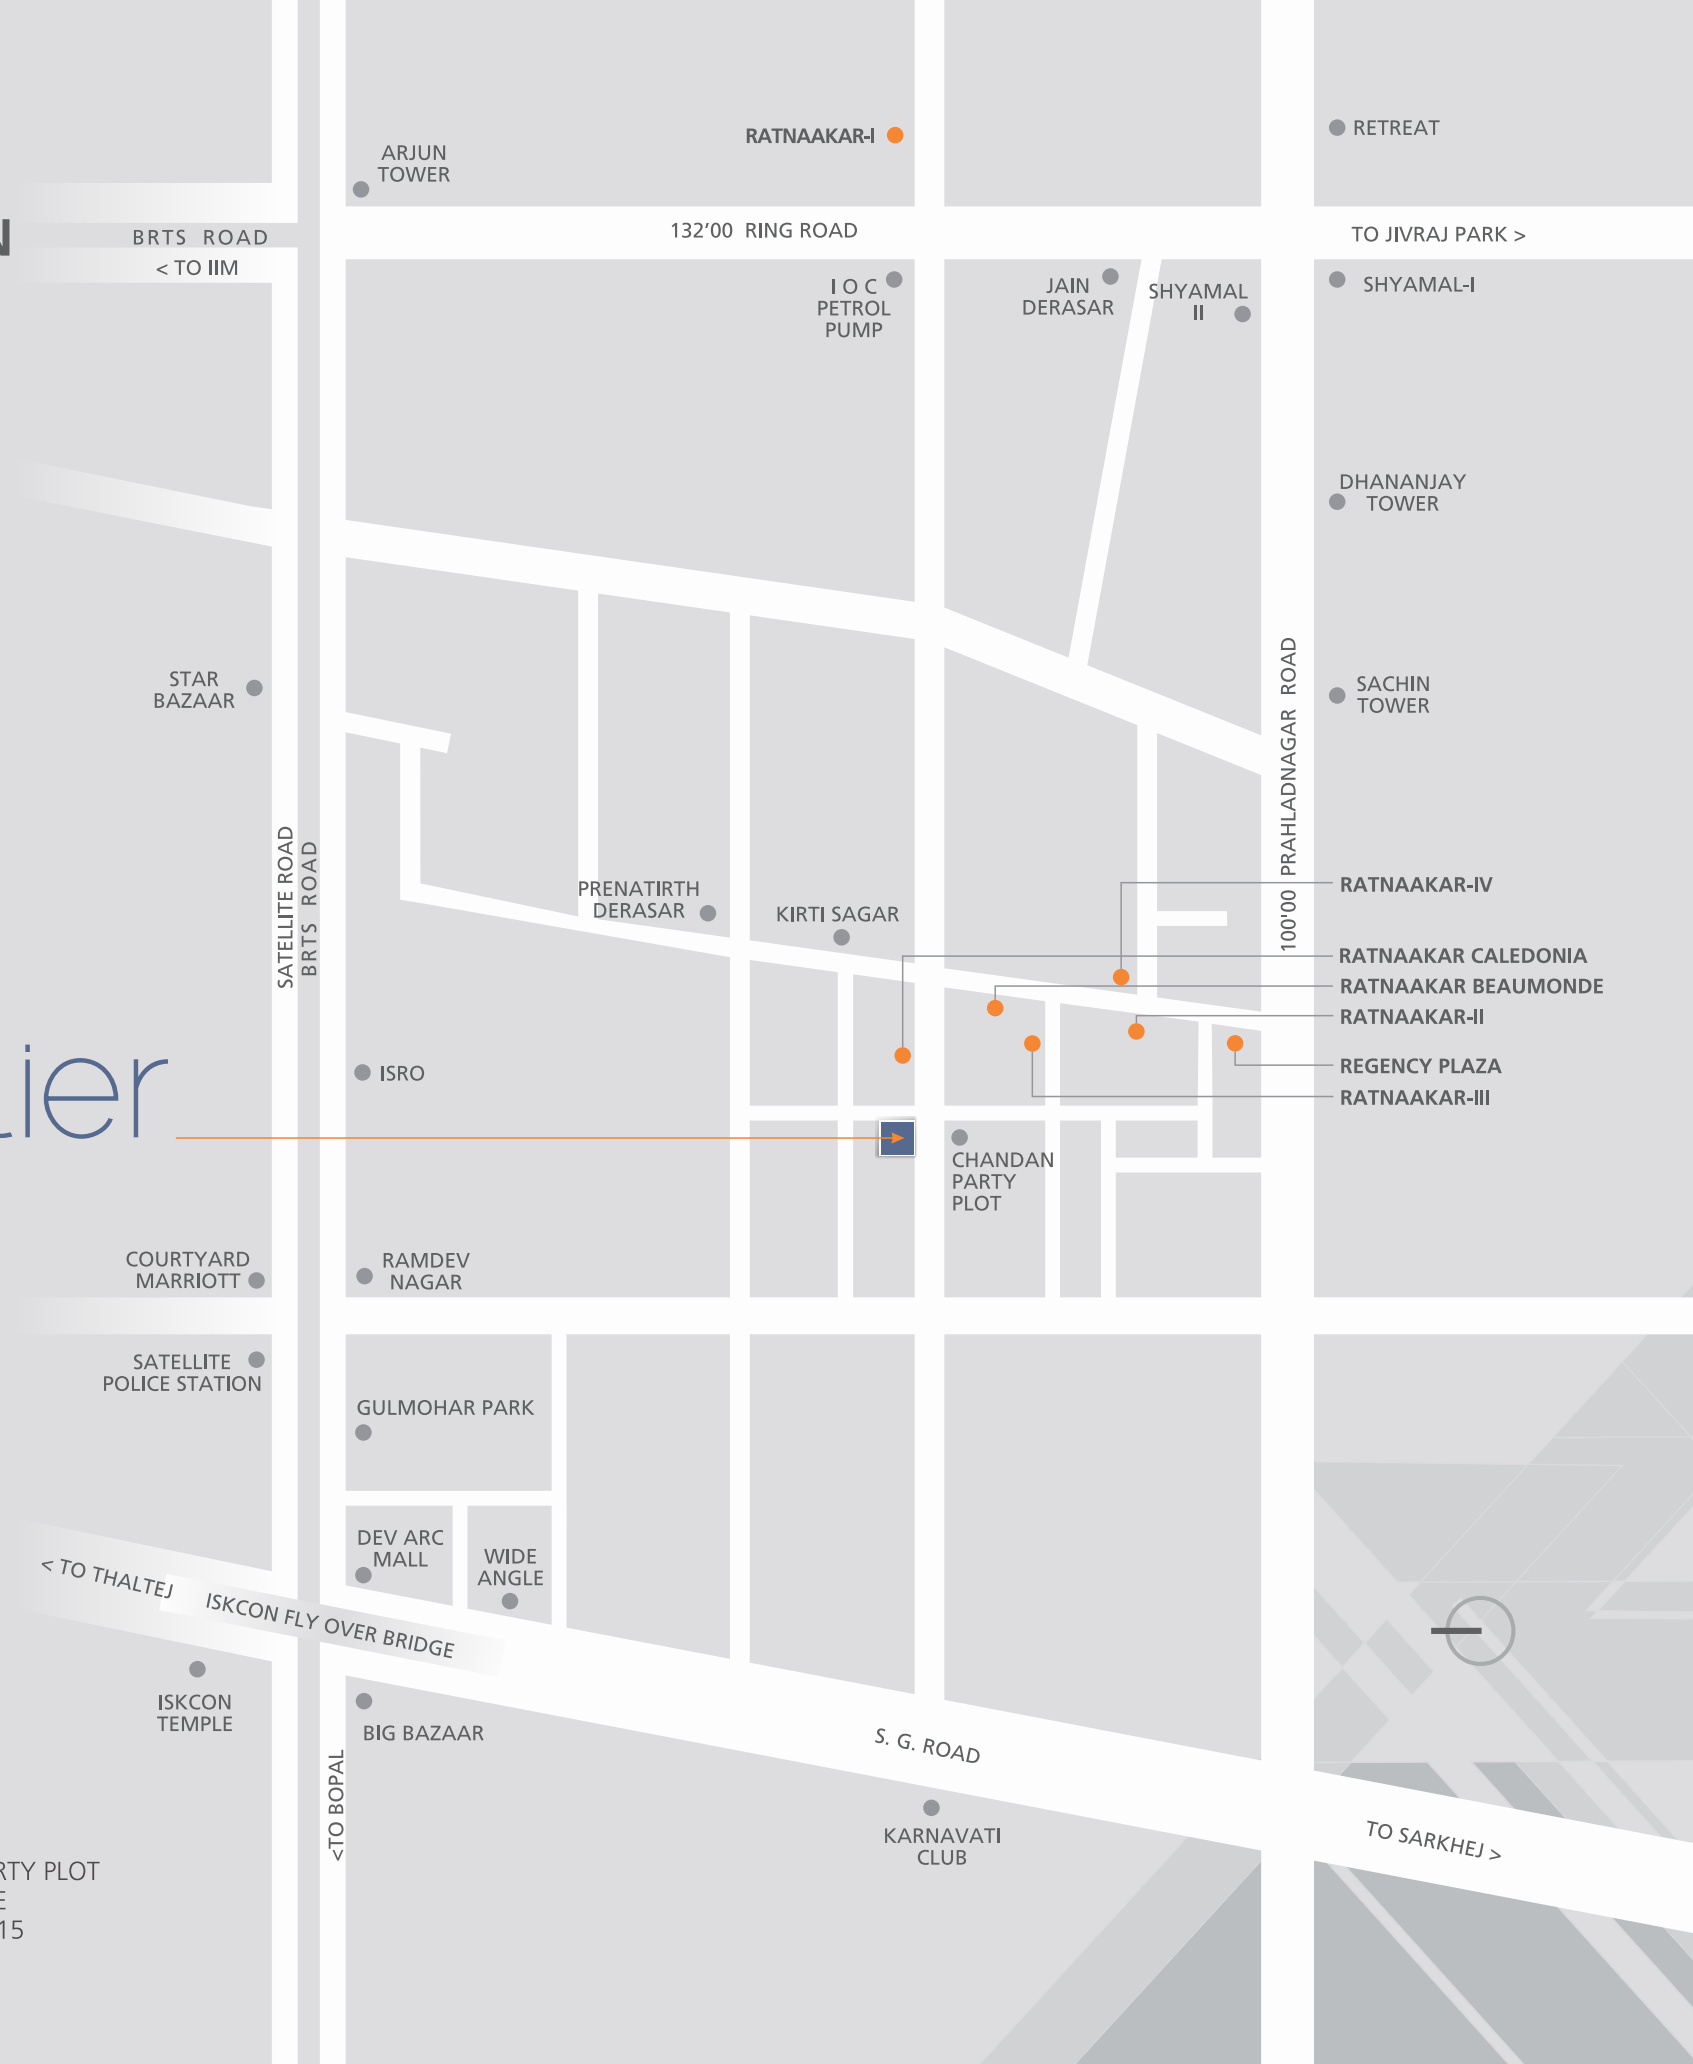 RATNAAKAR-I
RETREAT
ARJUN
TOWER
132'00 RING ROAD
BRTS ROAD
TO JIVRAJ PARK >
< TO IIM
I O C
PETROL
PUMP
JAIN
DERASAR
SHYAMAL
II
SHYAMAL-I
DHANANJAY
TOWER
STAR
BAZAAR
SACHIN
TOWER
100'00 PRAHLADNAGAR ROAD
SATELLITE ROAD
BRTS ROAD
PRENATIRTH
DERASAR
KIRTI SAGAR
RATNAAKAR-IV
RATNAAKAR CALEDONIA
RATNAAKAR BEAUMONDE
RATNAAKAR-II
REGENCY PLAZA
RATNAAKAR-III
ISRO
ier
CHANDAN
PARTY
PLOT
COURTYARD
MARRIOTT
RAMDEV
NAGAR
SATELLITE
POLICE STATION
GULMOHAR PARK
DEV ARC
MALL
WIDE
ANGLE
< TO THALTEJ
ISKCON FLY OVER BRIDGE
ISKCON
TEMPLE
BIG BAZAAR
S. G. ROAD
<TO BOPAL
KARNAVATI
CLUB
TO SARKHEJ >
RTY PLOT
E
15